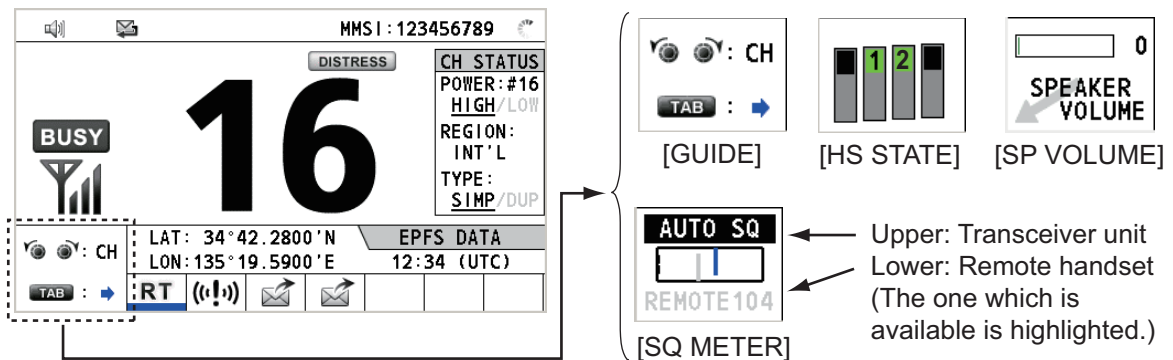 MMSI:123456789
DISTRESS
CH STATUS
POWER:#16
HIGH/LOW
REGION:
INT'L
TYPE:
SIMP/DUP
16
BUSY
: CH
TAB :
LAT: 34°42.2800'N
LON:135°19.5900'E
EPFS DATA
12:34 (UTC)
RT
: CH
TAB :
[GUIDE]
1 2
[HS STATE]
0
SPEAKER
VOLUME
[SP VOLUME]
AUTO SQ
REMOTE104
[SQ METER]
Upper: Transceiver unit
Lower: Remote handset
(The one which is
available is highlighted.)